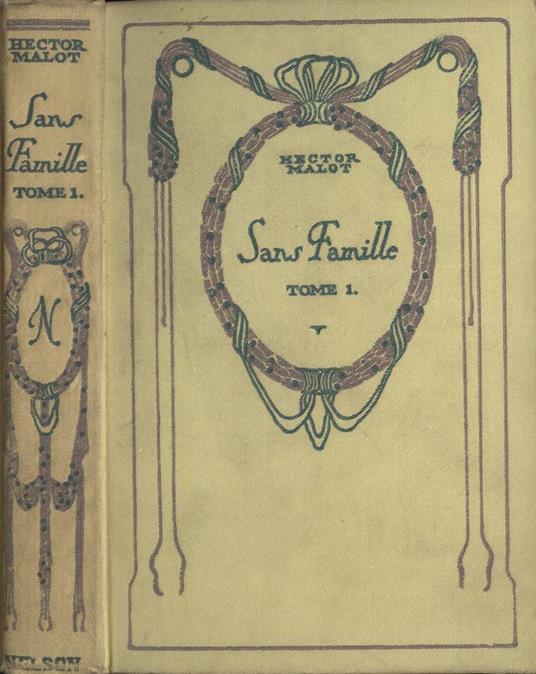 HECTOR
MALOT
Sans
Famille
TOME 1.
N
NELSON
HECTOR
MALOT
Sans Famille
TOME 1.